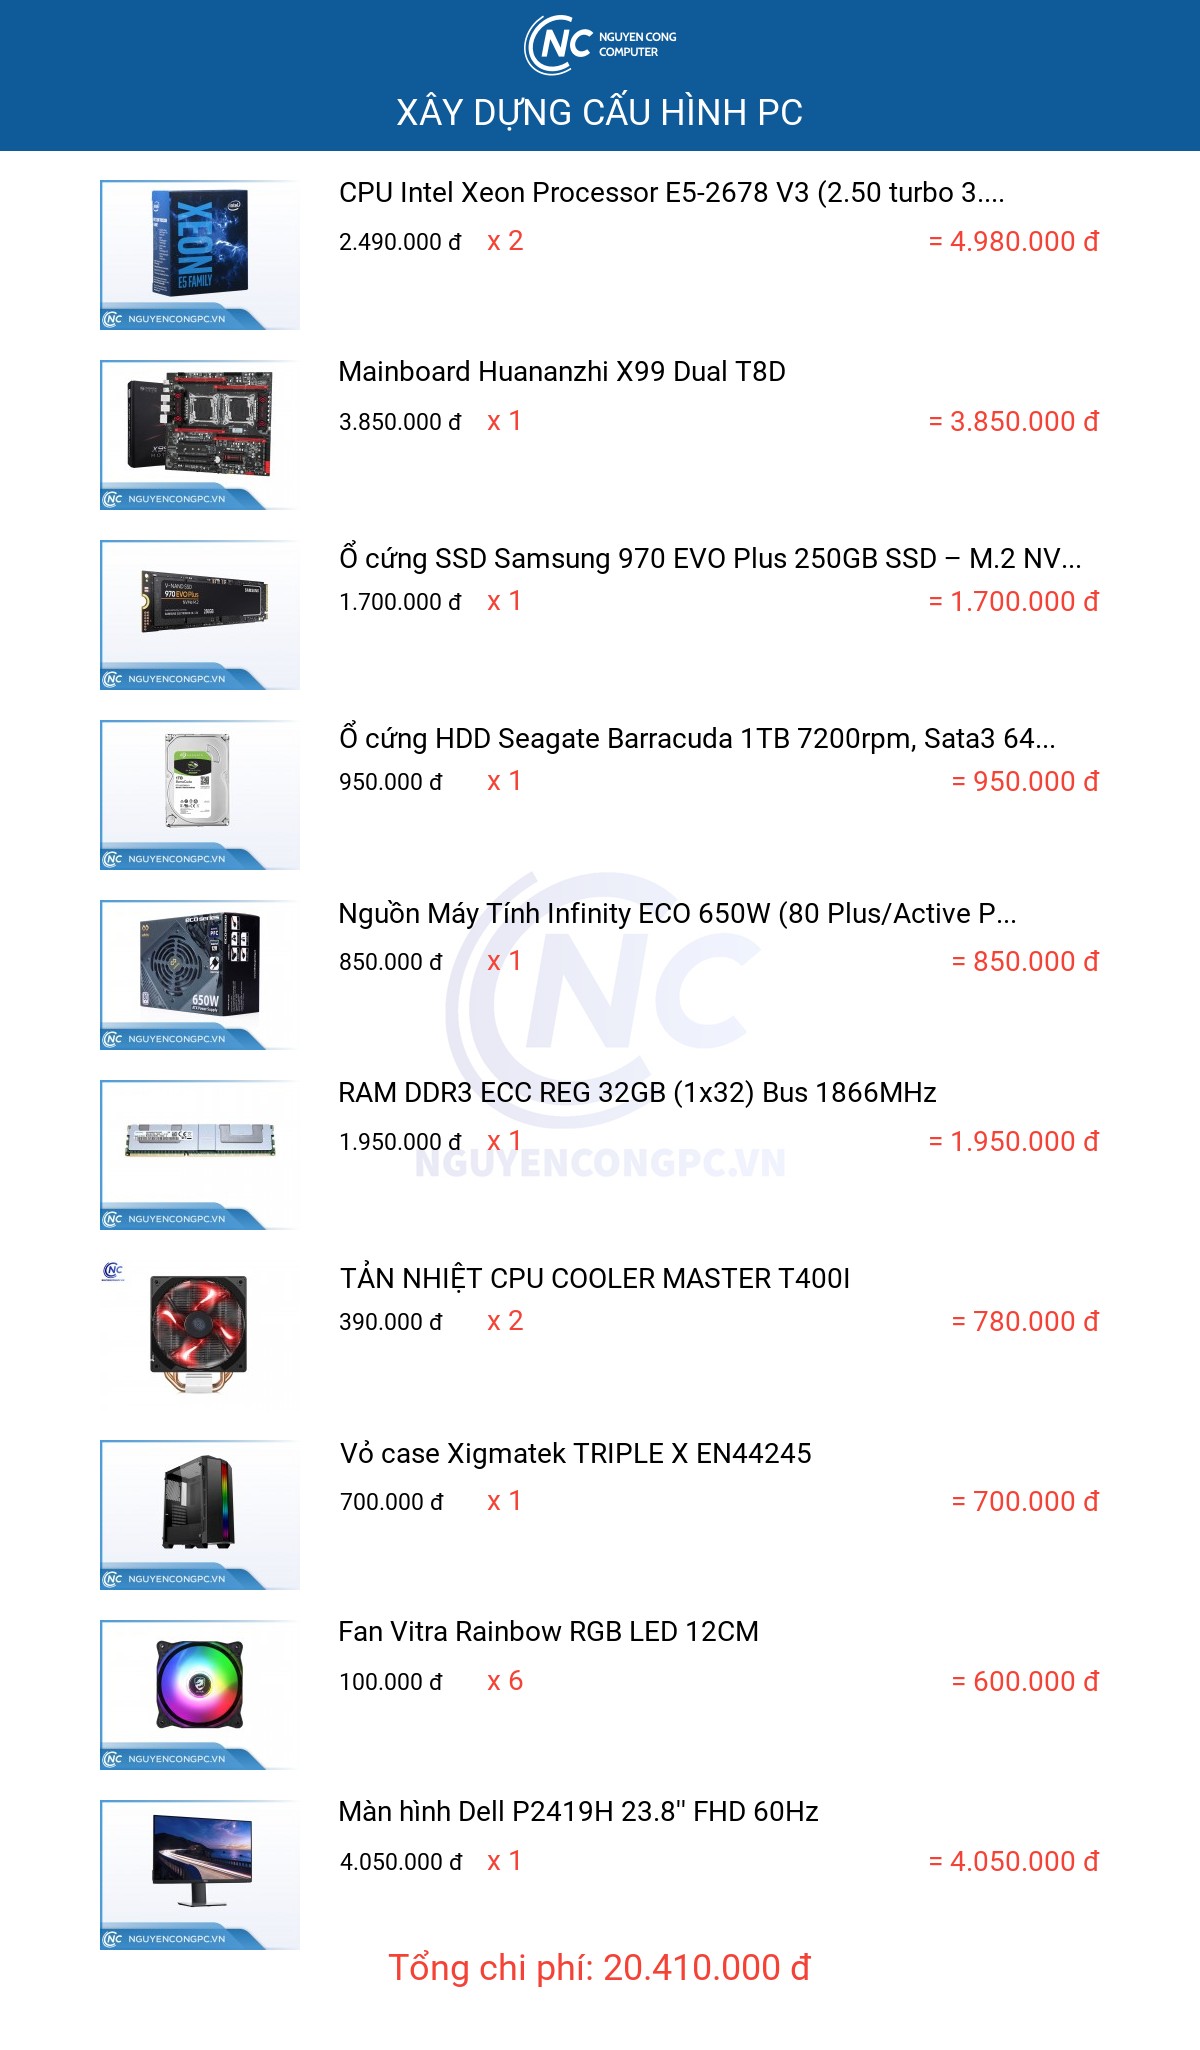 NC NGUYEN CONG
COMPUTER
XÂY DỰNG CẤU HÌNH PC
CPU Intel Xeon Processor E5-2678 V3 (2.50 turbo 3....
2.490.000 đ x 2 = 4.980.000 đ
XEON
E5 FAMILY
NC NGUYENCONGPC.VN
Mainboard Huananzhi X99 Dual T8D
3.850.000 đ x 1 = 3.850.000 đ
NC NGUYENCONGPC.VN
Ổ cứng SSD Samsung 970 EVO Plus 250GB SSD – M.2 NV...
1.700.000 đ x 1 = 1.700.000 đ
V-NAND SSD
970 EVO Plus
SAMSUNG
NC NGUYENCONGPC.VN
Ổ cứng HDD Seagate Barracuda 1TB 7200rpm, Sata3 64...
950.000 đ x 1 = 950.000 đ
NC NGUYENCONGPC.VN
Nguồn Máy Tính Infinity ECO 650W (80 Plus/Active P...
850.000 đ x 1 = 850.000 đ
eco series
650W
NC NGUYENCONGPC.VN
NC
RAM DDR3 ECC REG 32GB (1x32) Bus 1866MHz
1.950.000 đ x 1 = 1.950.000 đ
NGUYENCONGPC.VN
NC NGUYENCONGPC.VN
NC
TẢN NHIỆT CPU COOLER MASTER T400I
390.000 đ x 2 = 780.000 đ
Vỏ case Xigmatek TRIPLE X EN44245
700.000 đ x 1 = 700.000 đ
NC NGUYENCONGPC.VN
Fan Vitra Rainbow RGB LED 12CM
100.000 đ x 6 = 600.000 đ
NC NGUYENCONGPC.VN
Màn hình Dell P2419H 23.8" FHD 60Hz
4.050.000 đ x 1 = 4.050.000 đ
NC NGUYENCONGPC.VN
Tổng chi phí: 20.410.000 đ